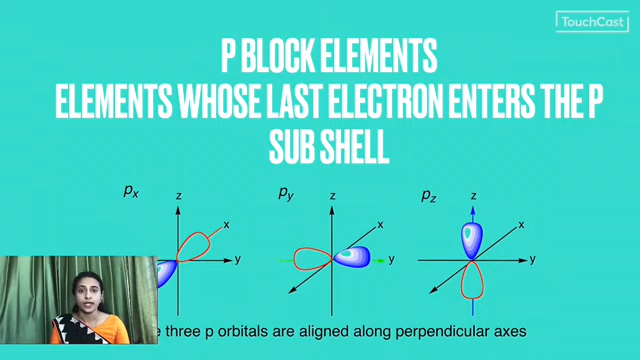 TouchCast
P BLOCK ELEMENTS
ELEMENTS WHOSE LAST ELECTRON ENTERS THE P
SUB SHELL
px
z
x
y
py
z
x
y
pz
z
x
y
three p orbitals are aligned along perpendicular axes